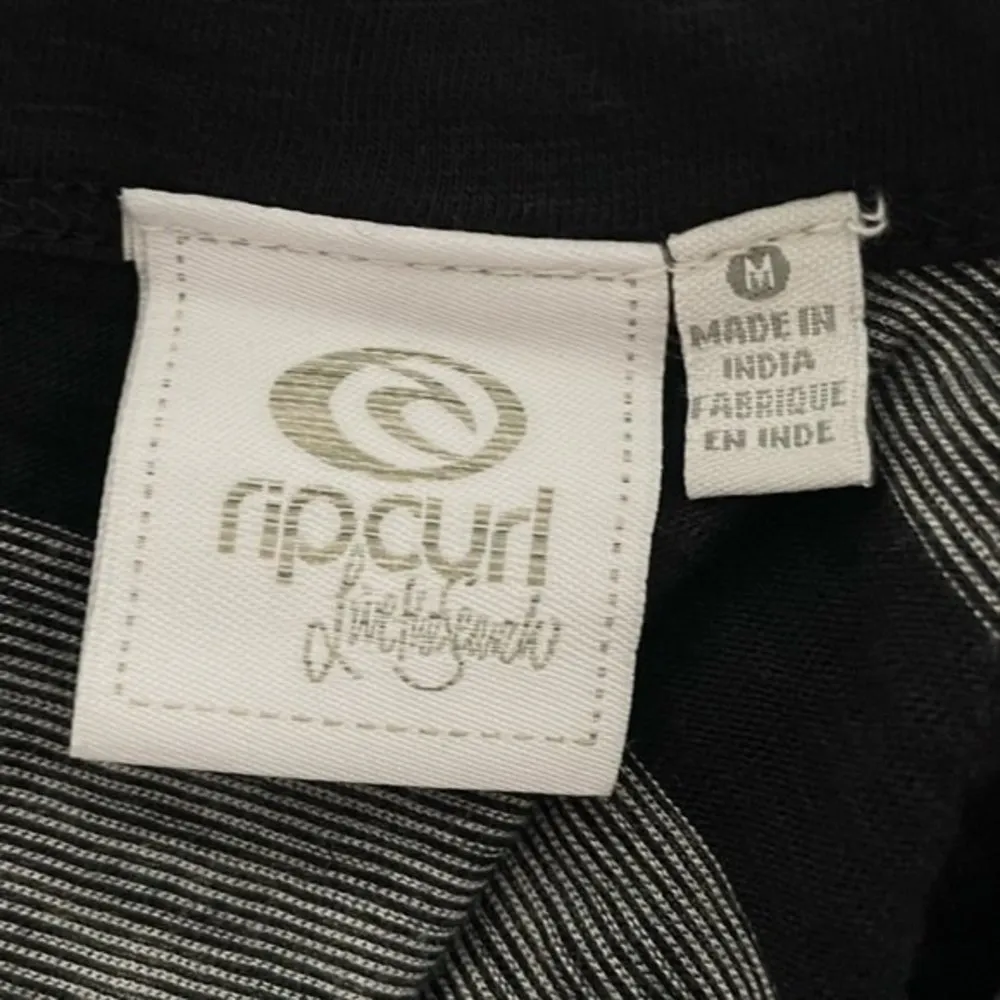 ripcurl
M
MADE IN
INDIA
FABRIQUE
EN INDE